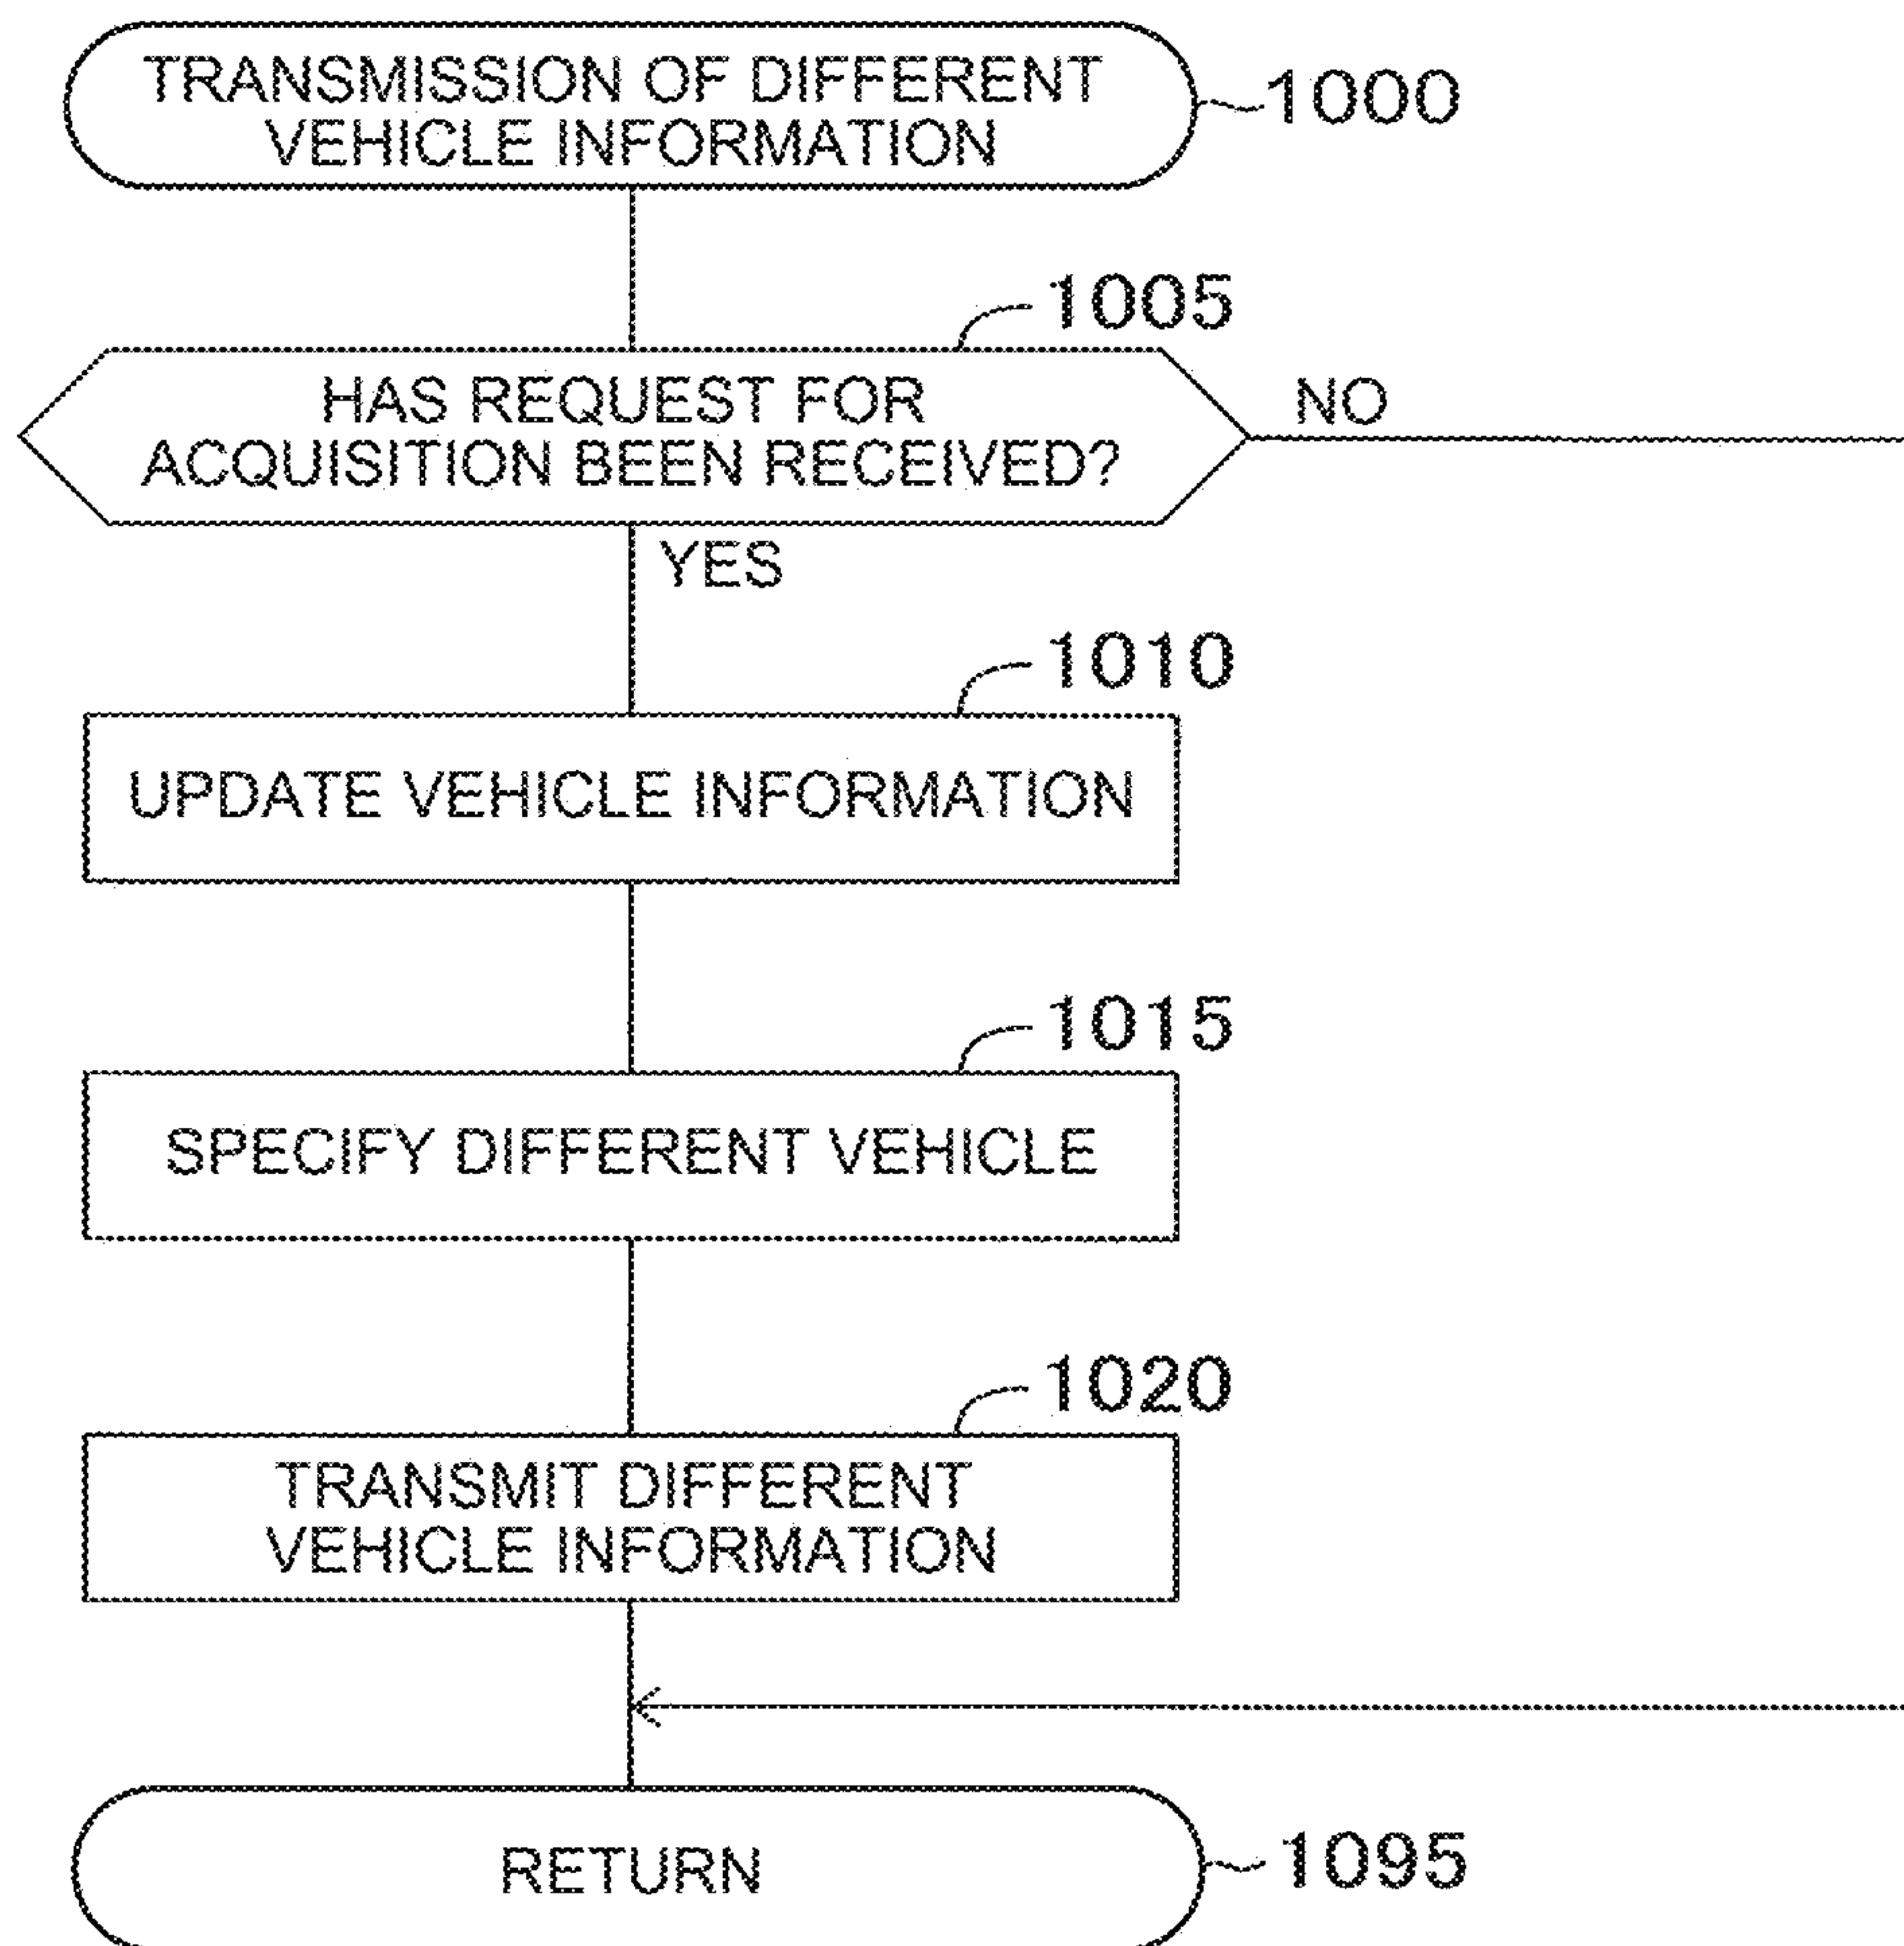 TRANSMISSION OF DIFFERENT
VEHICLE INFORMATION
1000
1005
HAS REQUEST FOR
ACQUISITION BEEN RECEIVED?
NO
YES
1010
UPDATE VEHICLE INFORMATION
1015
SPECIFY DIFFERENT VEHICLE
1020
TRANSMIT DIFFERENT
VEHICLE INFORMATION
RETURN
1095